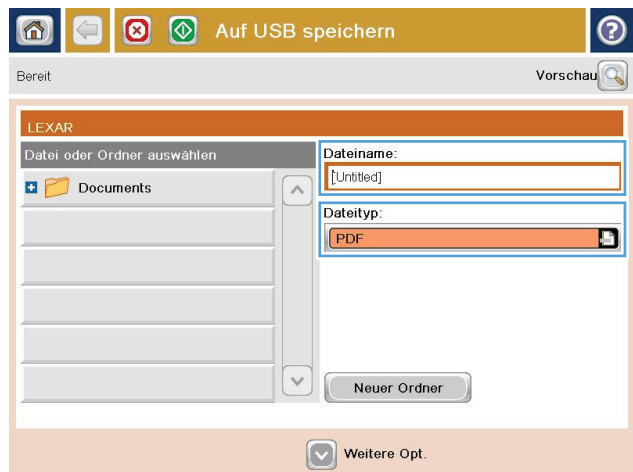 Auf USB speichern
?
Bereit
Vorschau
LEXAR
Datei oder Ordner auswählen
Documents
Dateiname:
[Untitled]
Dateityp:
PDF
Neuer Ordner
Weitere Opt.